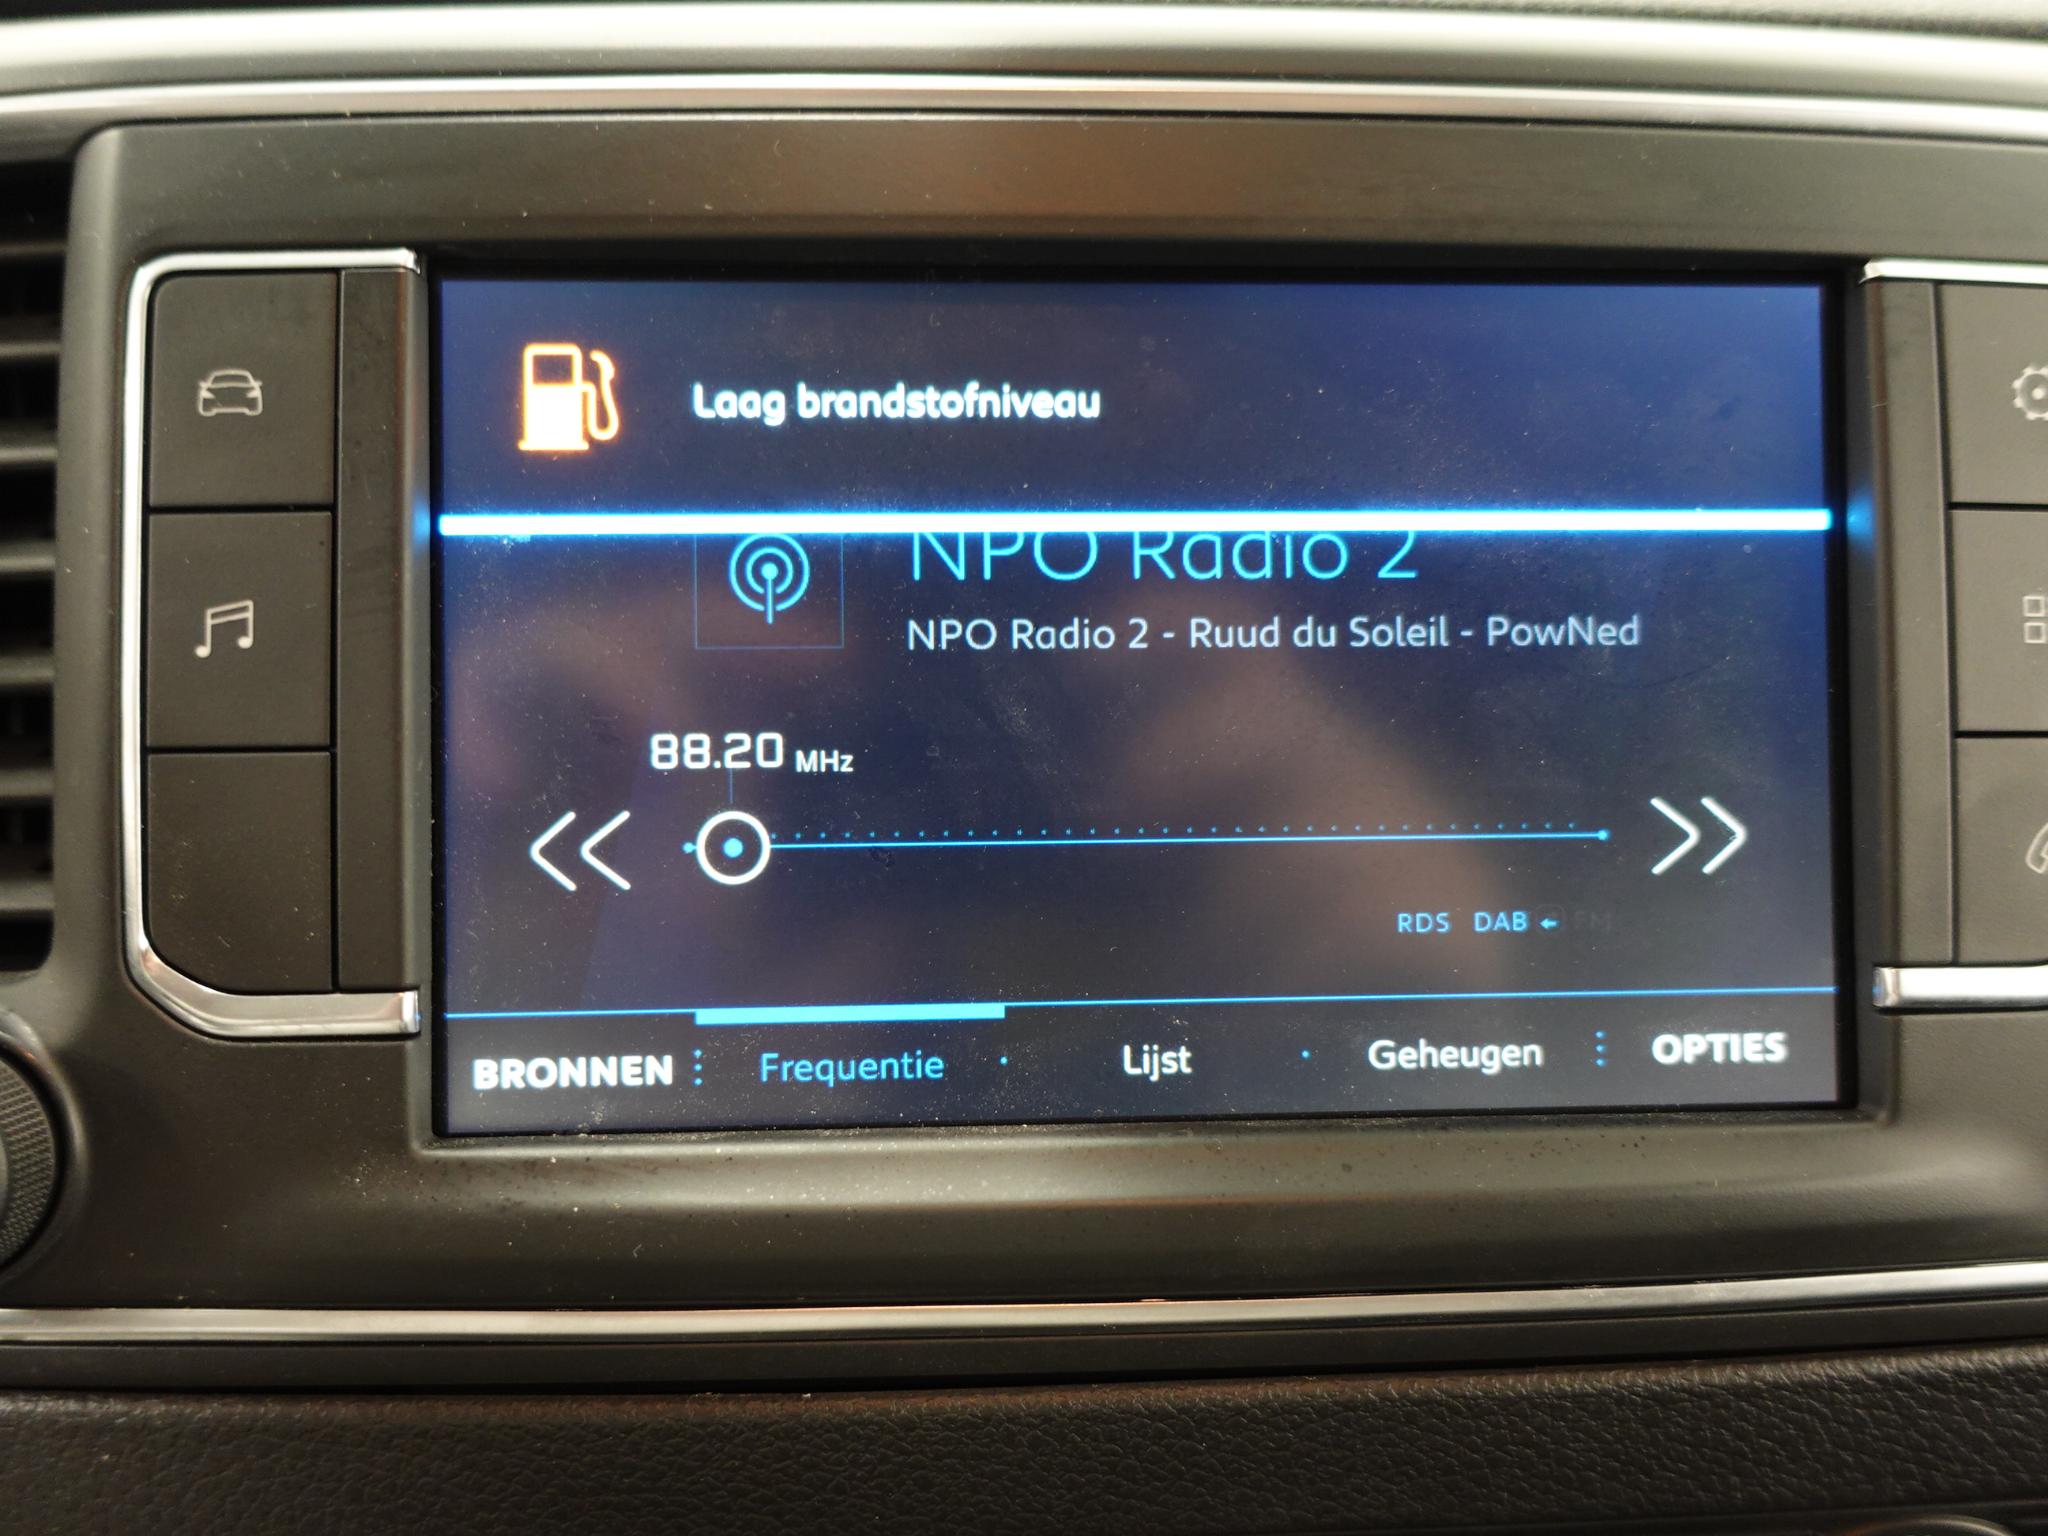 Laag brandstofniveau
NPO Radio 2
NPO Radio 2 - Ruud du Soleil - PowNed
88.20 MHz
RDS DAB FM
BRONNEN Frequentie Lijst Geheugen OPTIES